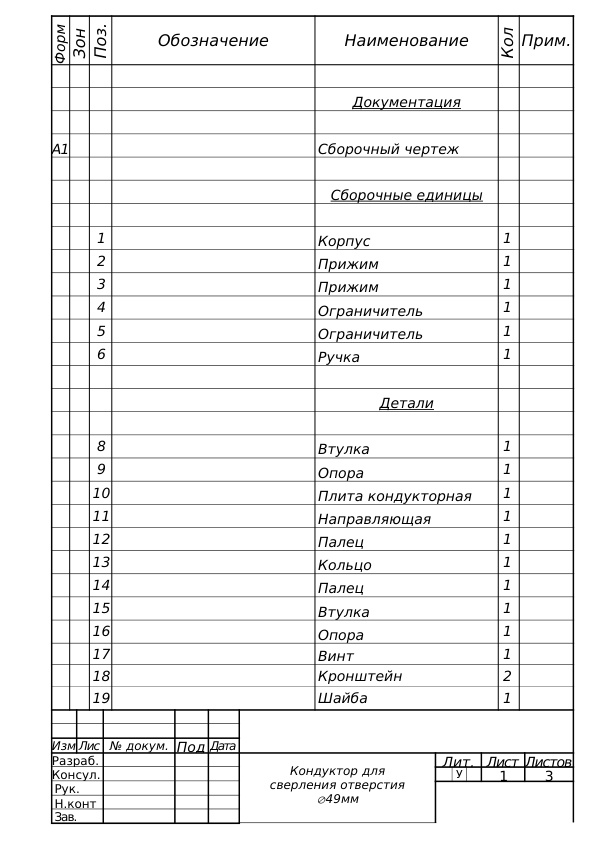 Форм Зон Поз. Обозначение Наименование Кол Прим.
Документация
А1 Сборочный чертеж
Сборочные единицы
1 Корпус 1
2 Прижим 1
3 Прижим 1
4 Ограничитель 1
5 Ограничитель 1
6 Ручка 1
Детали
8 Втулка 1
9 Опора 1
10 Плита кондукторная 1
11 Направляющая 1
12 Палец 1
13 Кольцо 1
14 Палец 1
15 Втулка 1
16 Опора 1
17 Винт 1
18 Кронштейн 2
19 Шайба 1
Изм Лис № докум. Под Дата
Разраб.
Консул.
Рук.
Н.конт
Зав.
Кондуктор для
сверления отверстия
⌀49мм
Лит. Лист Листов
У 1 3